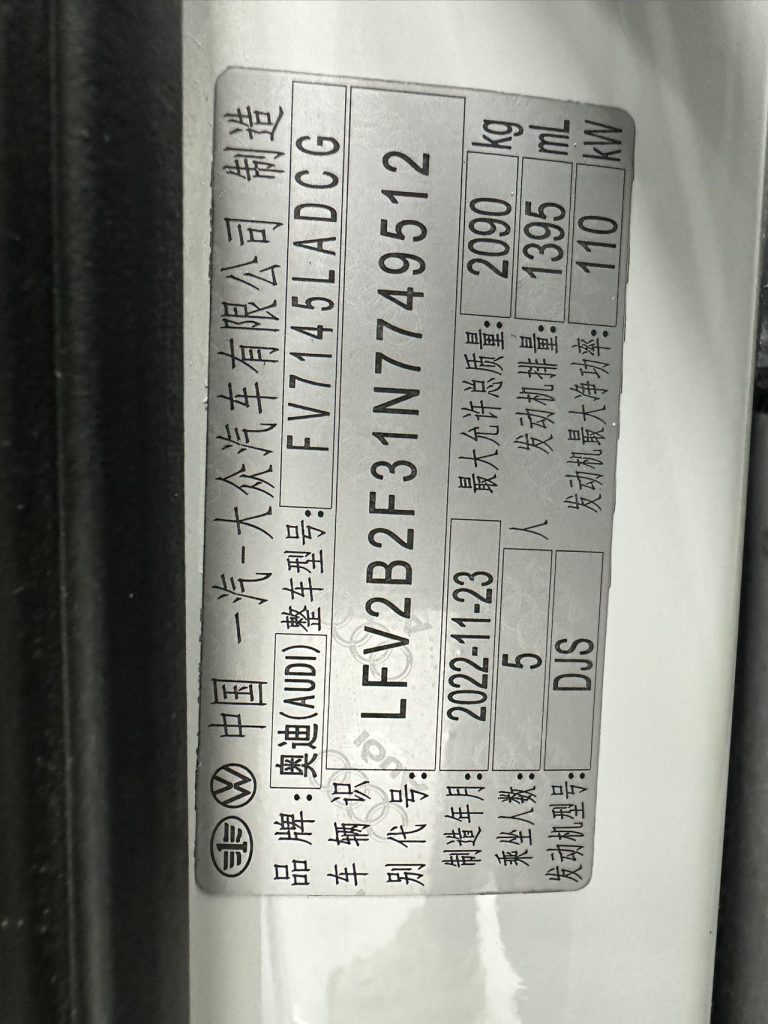 中国 一汽-大众汽车有限公司 制造
品牌:奥迪(AUDI) 整车型号: FV7145LADCG
车辆识别代号: LFV2B2F31N7749512
制造年月: 2022-11-23 最大允许总质量: 2090 kg
乘坐人数: 5 人 发动机排量: 1395 mL
发动机型号: DJS 发动机最大净功率: 110 kW